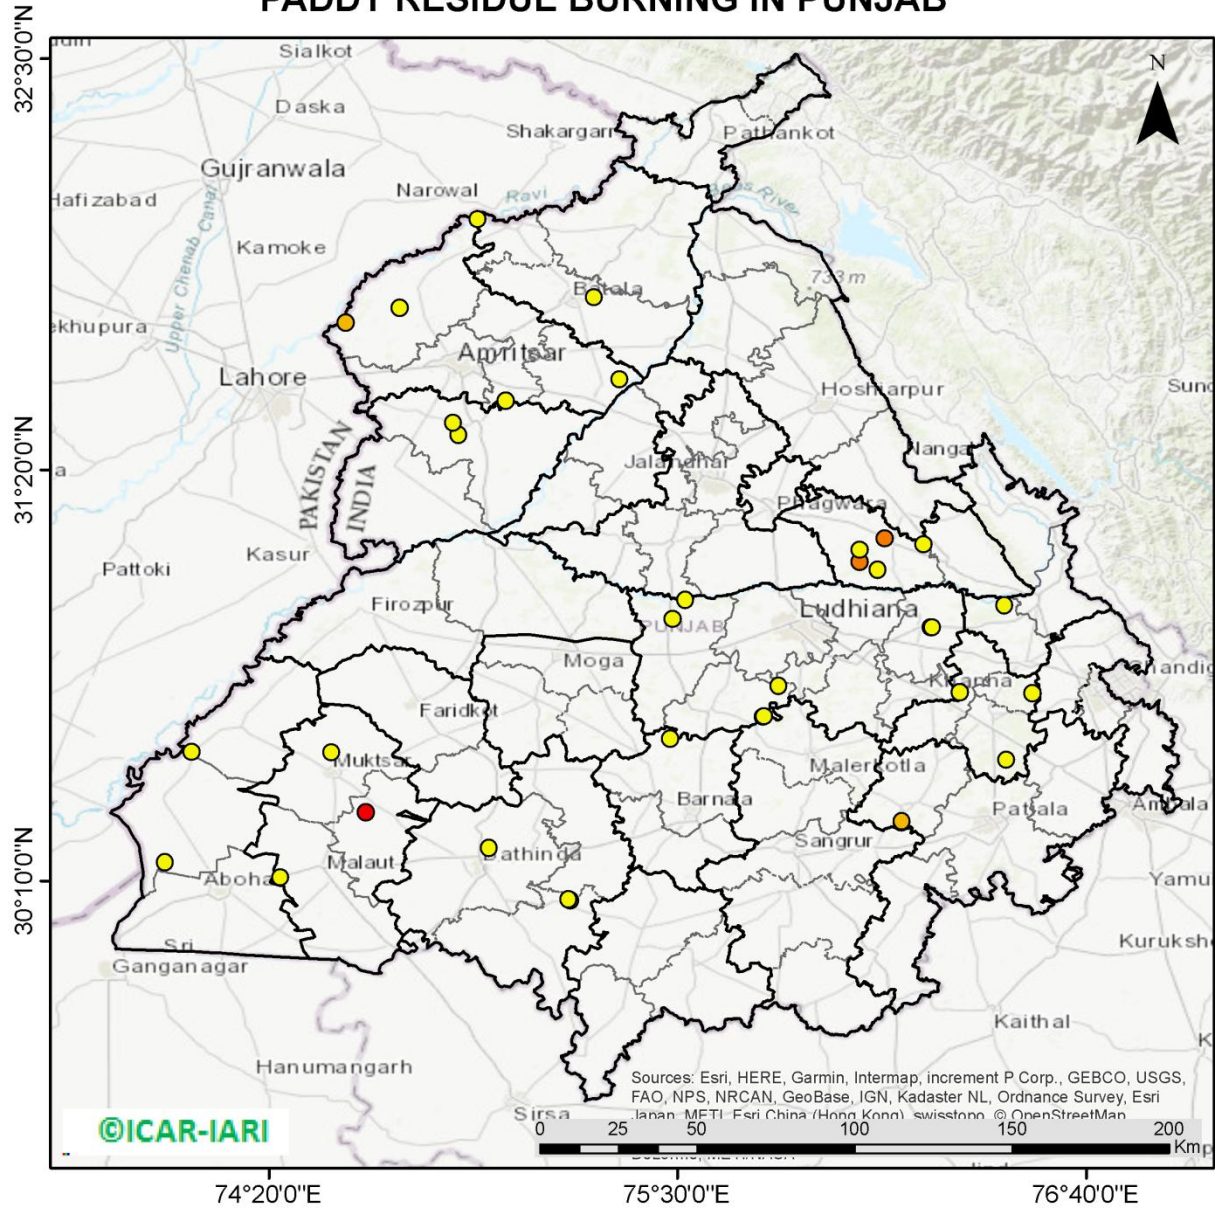 PADDY RESIDUE BURNING IN PUNJAB
32°30'0"N
Sialkot
N
Daska
Shakargarh
Pathankot
Gujranwala
Narowal
Hafizabad
Ravi
Beas River
Upper Chenab Canal
Kamoke
733 m
Batala
ekhupura
Amritsar
Lahore
Hoshiarpur
Sund
PAKISTAN
INDIA
Nangal
31°20'0"N
Jalandhar
Phagwara
Kasur
Pattoki
Firozpur
Ludhiana
PUNJAB
Moga
Chandig
Khanna
Faridkot
Muktsar
Malerkotla
Barnala
Patiala
Ambala
Sangrur
Bathinda
Malaut
Abohar
30°10'0"N
Yamu
Sri
Ganganagar
Kuruksh
Kaithal
Hanumangarh
Sirsa
Sources: Esri, HERE, Garmin, Intermap, increment P Corp., GEBCO, USGS,
FAO, NPS, NRCAN, GeoBase, IGN, Kadaster NL, Ordnance Survey, Esri
Japan, METI, Esri China (Hong Kong), swisstopo, © OpenStreetMap
©ICAR-IARI
0 25 50 100 150 200
Km
74°20'0"E 75°30'0"E 76°40'0"E